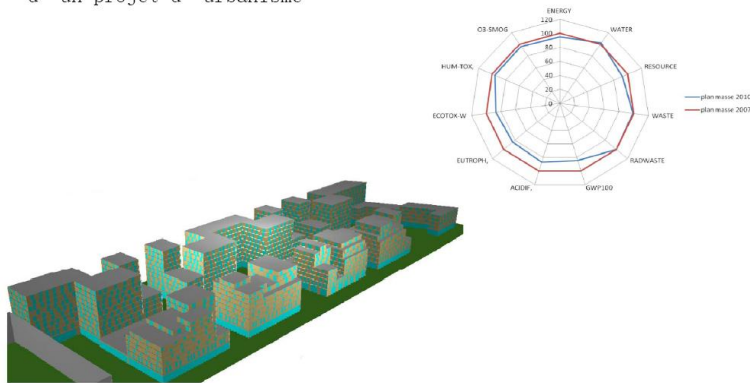 d' un projet d' urbanisme
ENERGY
120
100
80
60
40
20
0
WATER
RESOURCE
WASTE
RADWASTE
GWP100
ACIDIF,
EUTROPH,
ECOTOX-W
HUM-TOX,
O3-SMOG
plan masse 2010
plan masse 2007